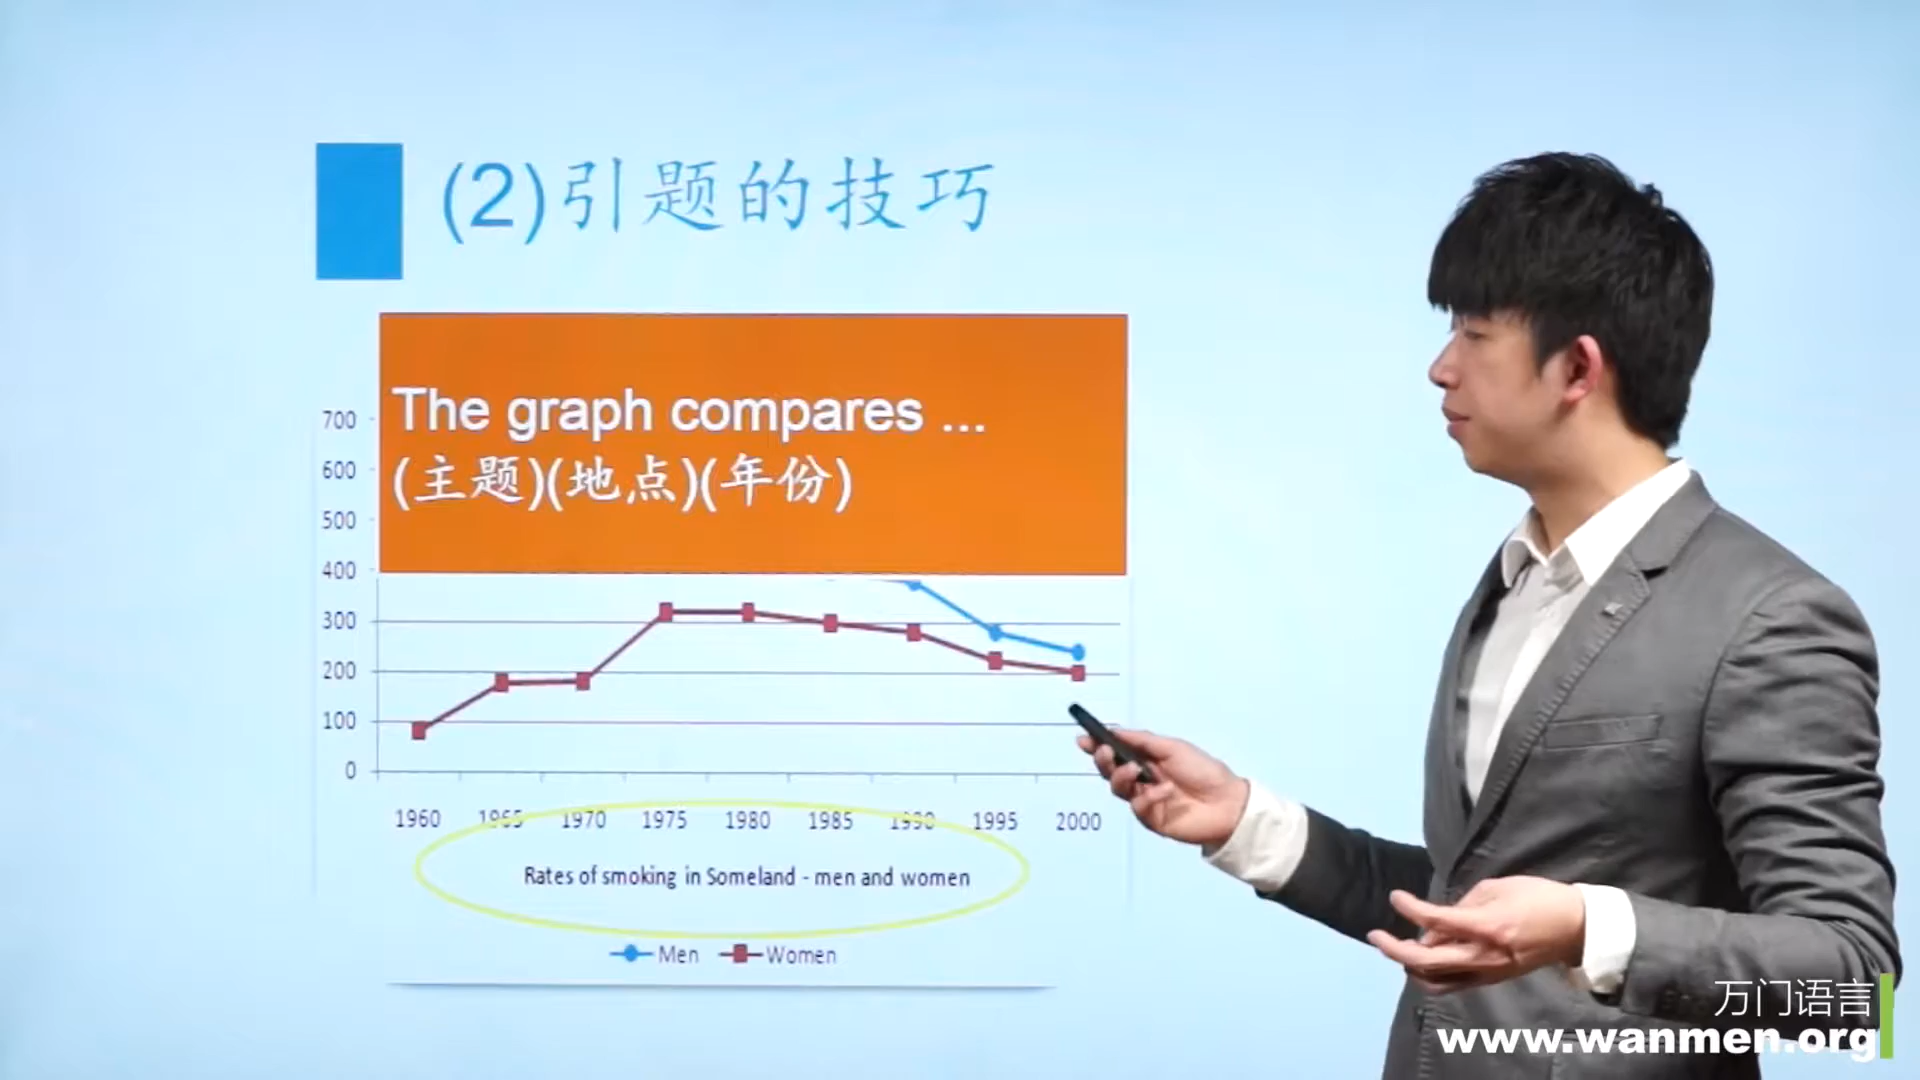 (2)引题的技巧
The graph compares ...
(主题)(地点)(年份)
700
600
500
400
300
200
100
0
1960 1965 1970 1975 1980 1985 1990 1995 2000
Rates of smoking in Someland - men and women
Men Women
万门语言
www.wanmen.org